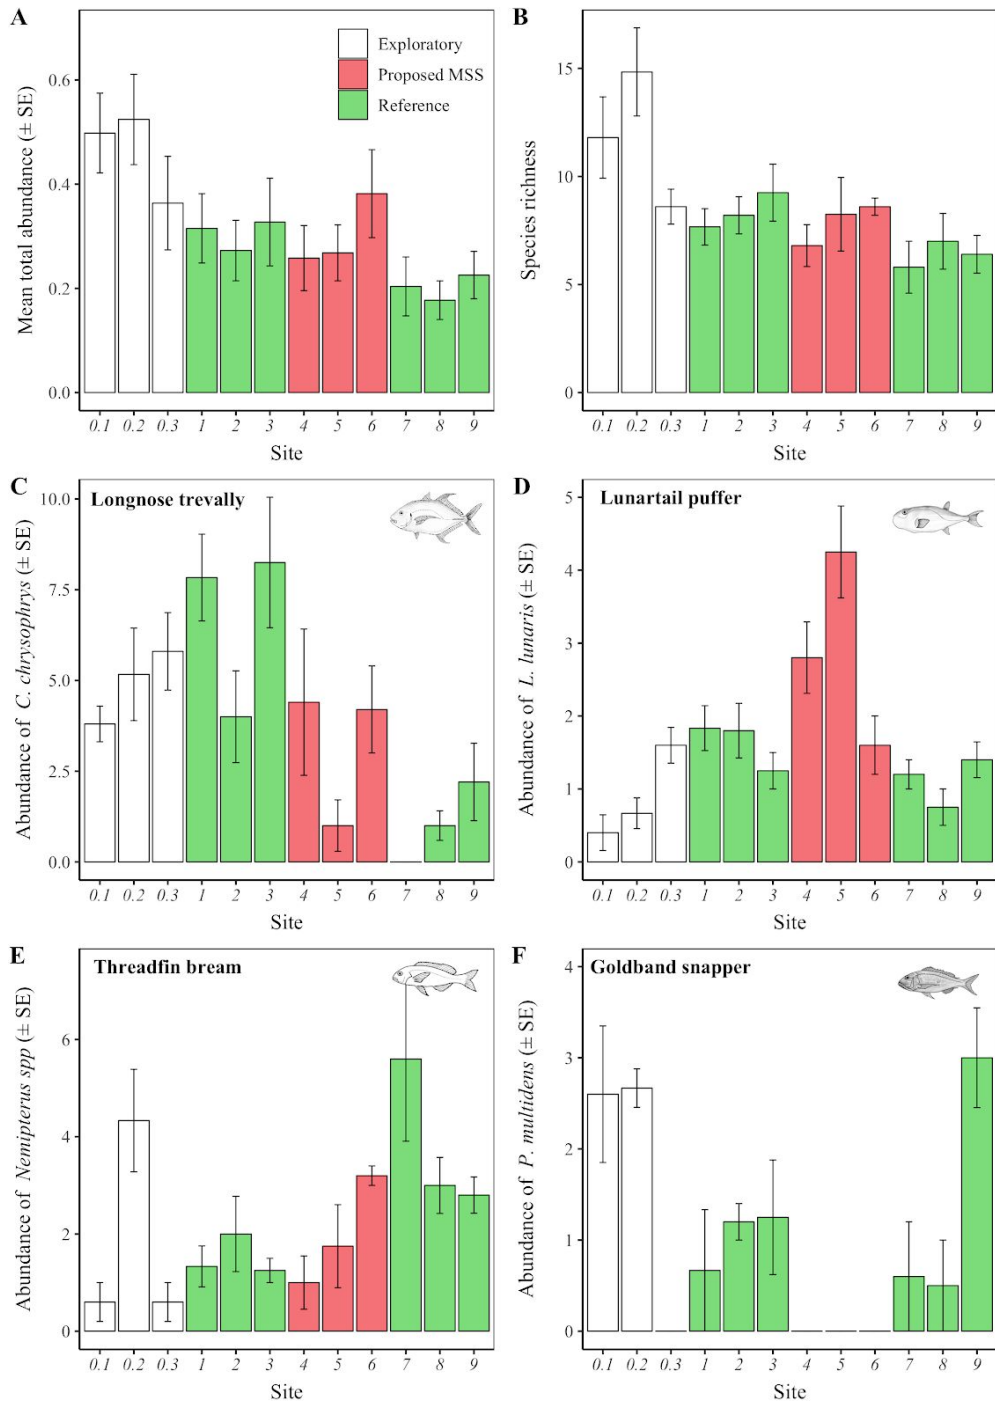 A
Mean total abundance (± SE)
0.6
0.4
0.2
0.0
Exploratory
Proposed MSS
Reference
0.1 0.2 0.3 1 2 3 4 5 6 7 8 9
Site
B
Species richness
15
10
5
0
0.1 0.2 0.3 1 2 3 4 5 6 7 8 9
Site
C
Longnose trevally
Abundance of C. chrysophrys (± SE)
10.0
7.5
5.0
2.5
0.0
0.1 0.2 0.3 1 2 3 4 5 6 7 8 9
Site
D
Lunartail puffer
Abundance of L. lunaris (± SE)
5
4
3
2
1
0
0.1 0.2 0.3 1 2 3 4 5 6 7 8 9
Site
E
Threadfin bream
Abundance of Nemipterus spp (± SE)
6
4
2
0
0.1 0.2 0.3 1 2 3 4 5 6 7 8 9
Site
F
Goldband snapper
Abundance of P. multidens (± SE)
4
3
2
1
0
0.1 0.2 0.3 1 2 3 4 5 6 7 8 9
Site